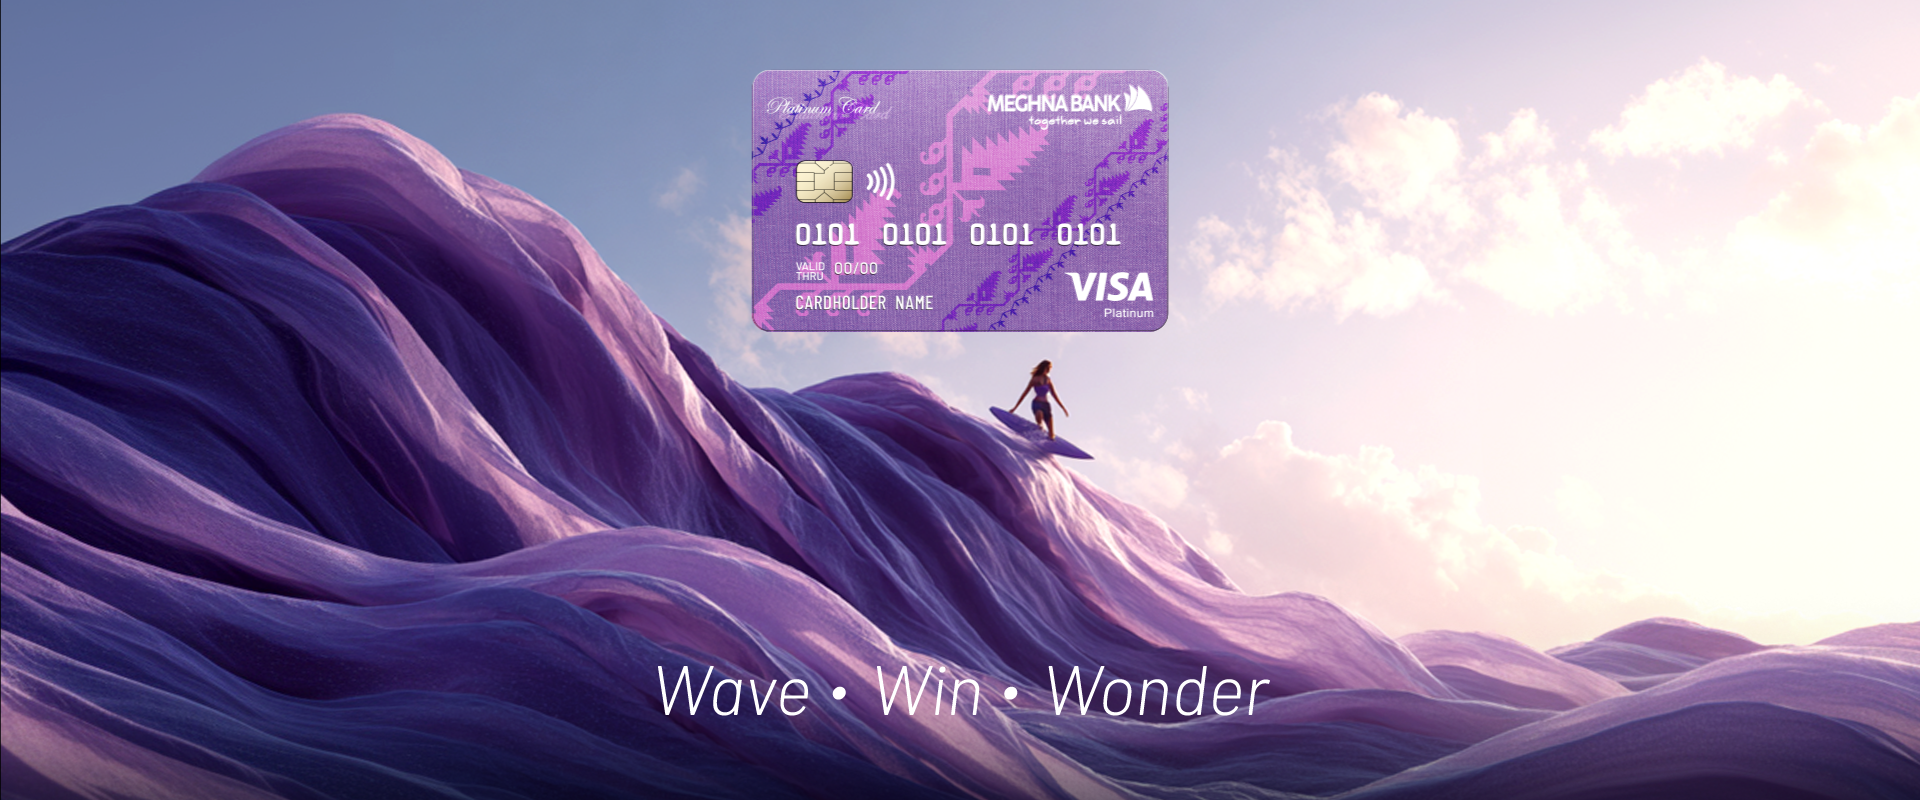 Platinum Card
MEGHNA BANK
together we sail
0101 0101 0101 0101
VALID THRU 00/00
CARDHOLDER NAME
VISA
Platinum
Wave • Win • Wonder